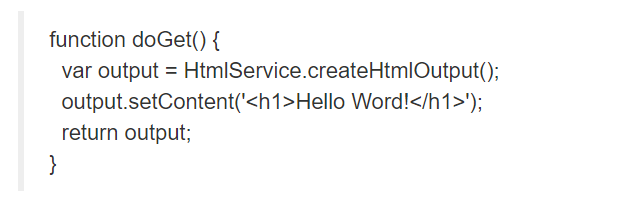 function doGet() {
  var output = HtmlService.createHtmlOutput();
  output.setContent('<h1>Hello Word!</h1>');
  return output;
}